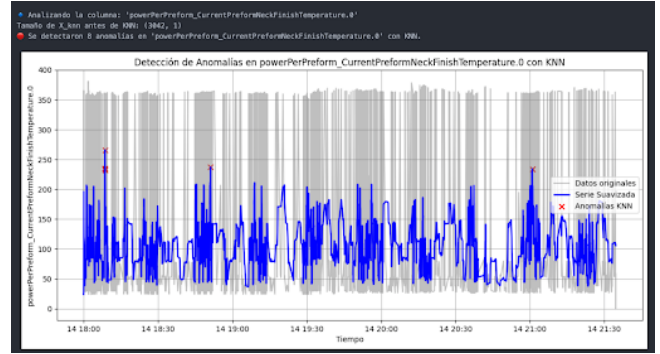 Analizando la columna: 'powerPerPreform_CurrentPreformNeckFinishTemperature.0'
Tamaño de X_knn antes de KNN: (3042, 1)
Se detectaron 8 anomalías en 'powerPerPreform_CurrentPreformNeckFinishTemperature.0' con KNN.
Detección de Anomalías en powerPerPreform_CurrentPreformNeckFinishTemperature.0 con KNN
powerPerPreform_CurrentPreformNeckFinishTemperature.0
400
350
300
250
200
150
100
50
0
Datos originales
Serie Suavizada
Anomalías KNN
14 18:00 14 18:30 14 19:00 14 19:30 14 20:00 14 20:30 14 21:00 14 21:30
Tiempo